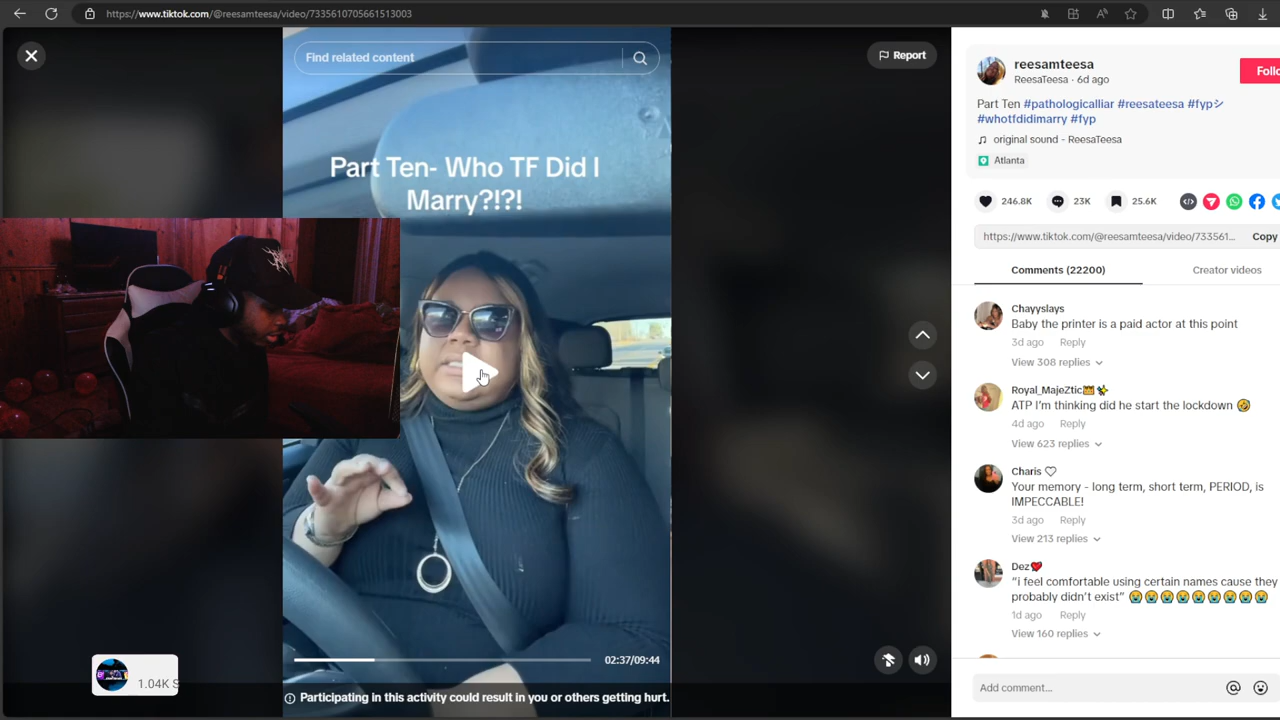 https://www.tiktok.com/@reesamteesa/video/7335610705661513003
Find related content
Report
Part Ten- Who TF Did I
Marry?!?!
02:37/09:44
Participating in this activity could result in you or others getting hurt.
1.04K S
reesamteesa
ReesaTeesa · 6d ago
Follo
Part Ten #pathologicalliar #reesateesa #fypシ
#whotfdidimarry #fyp
original sound - ReesaTeesa
Atlanta
246.8K
23K
25.6K
https://www.tiktok.com/@reesamteesa/video/733561...
Copy
Comments (22200)
Creator videos
Chayyslays
Baby the printer is a paid actor at this point
3d ago Reply
View 308 replies
Royal_MajeZtic👑✨
ATP I'm thinking did he start the lockdown 🤣
4d ago Reply
View 623 replies
Charis ♡
Your memory - long term, short term, PERIOD, is
IMPECCABLE!
3d ago Reply
View 213 replies
Dez❤️
“i feel comfortable using certain names cause they
probably didn't exist” 😭😭😭😭😭😭😭😭😭
1d ago Reply
View 160 replies
Add comment...